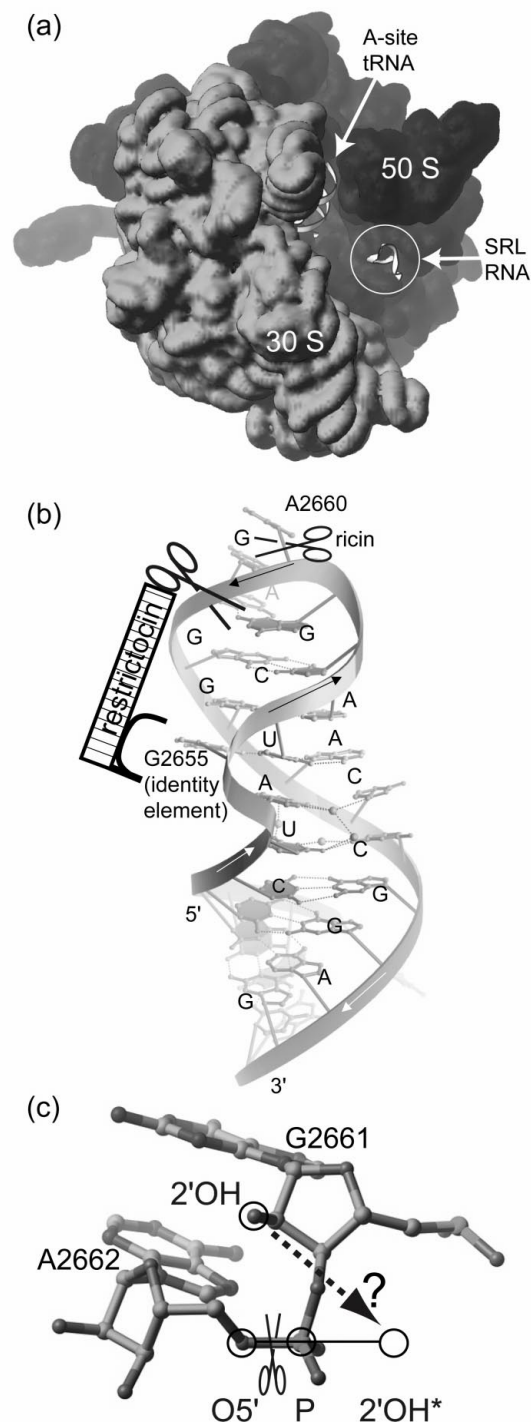 (a)
A-site
tRNA
50 S
SRL
RNA
30 S
(b)
A2660
G
ricin
A
restrictocin
G
G
C
G
A
U
A
G2655
(identity
element)
A
C
U
C
5'
C
G
G
A
G
3'
(c)
G2661
2'OH
A2662
?
O5' P 2'OH*